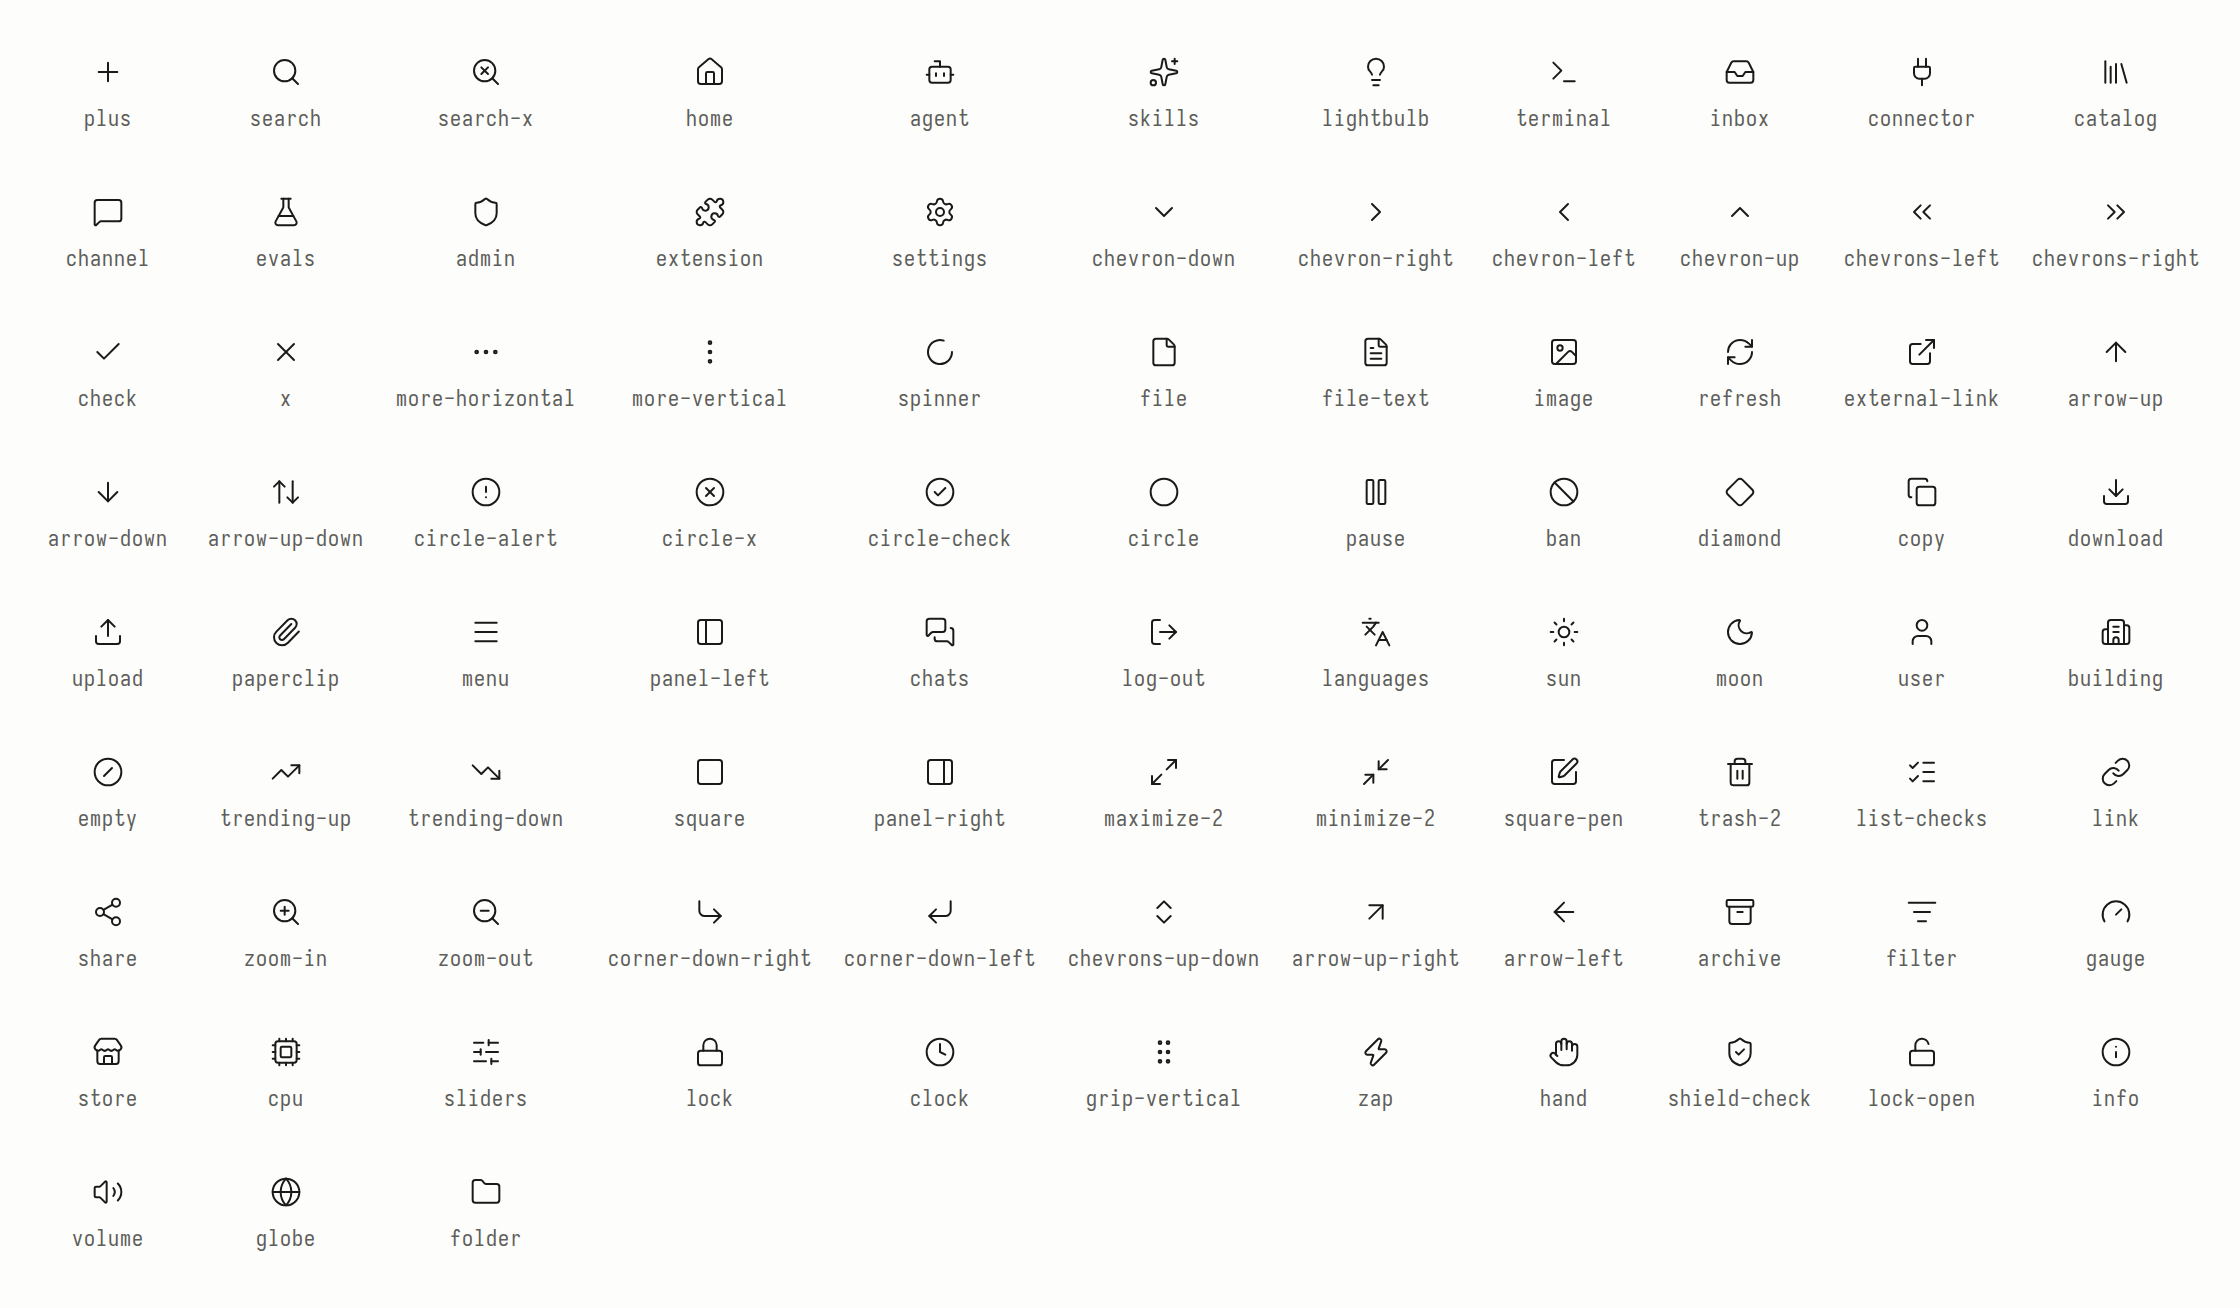 plus search search-x home agent skills lightbulb terminal inbox connector catalog
channel evals admin extension settings chevron-down chevron-right chevron-left chevron-up chevrons-left chevrons-right
check x more-horizontal more-vertical spinner file file-text image refresh external-link arrow-up
arrow-down arrow-up-down circle-alert circle-x circle-check circle pause ban diamond copy download
upload paperclip menu panel-left chats log-out languages sun moon user building
empty trending-up trending-down square panel-right maximize-2 minimize-2 square-pen trash-2 list-checks link
share zoom-in zoom-out corner-down-right corner-down-left chevrons-up-down arrow-up-right arrow-left archive filter gauge
store cpu sliders lock clock grip-vertical zap hand shield-check lock-open info
volume globe folder